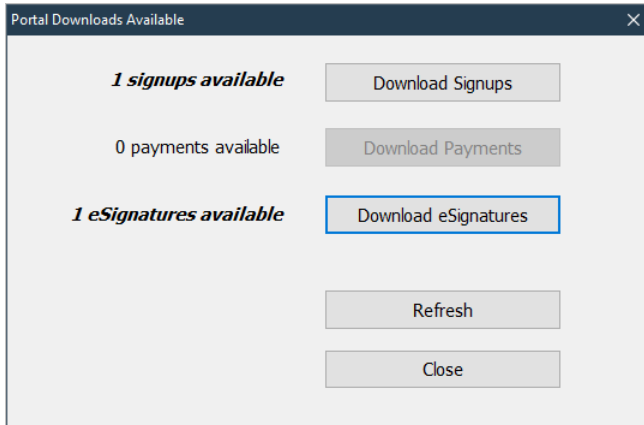 Portal Downloads Available
1 signups available Download Signups
0 payments available Download Payments
1 eSignatures available Download eSignatures
Refresh
Close